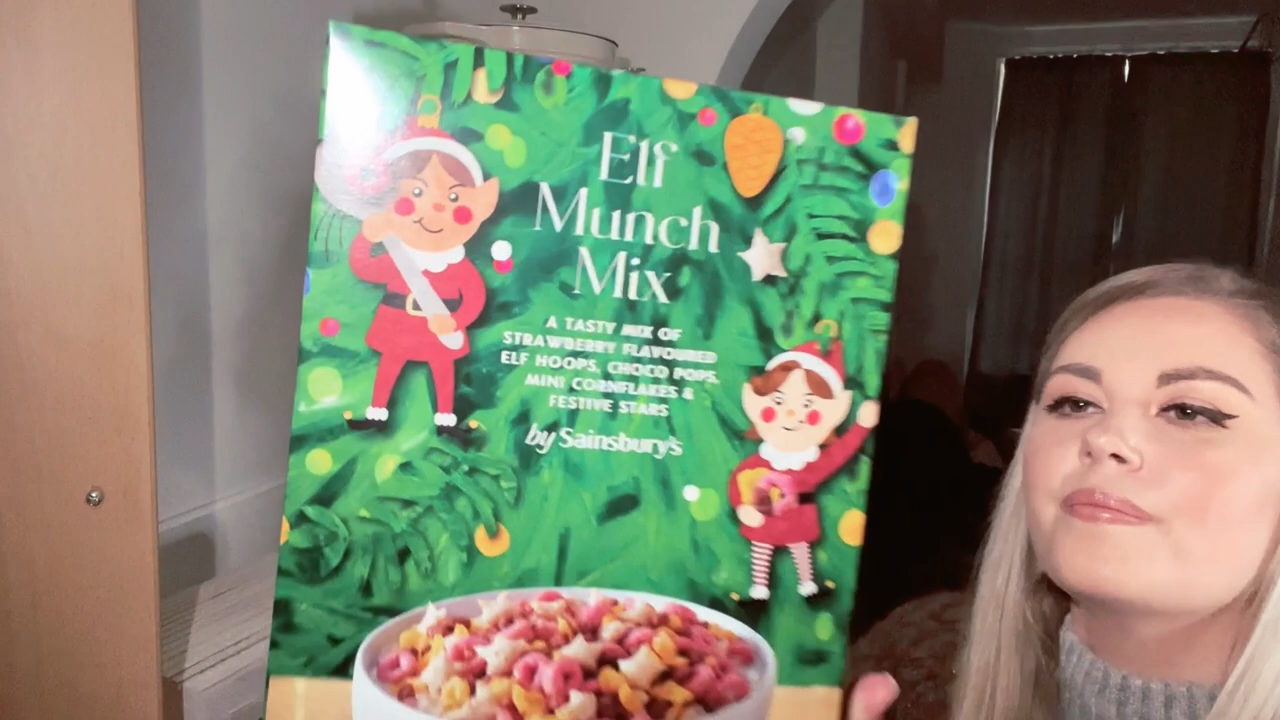 Elf
Munch
Mix
A TASTY MIX OF
STRAWBERRY FLAVOURED
ELF HOOPS, CHOCO POPS,
MINI CORNFLAKES &
FESTIVE STARS
by Sainsbury's